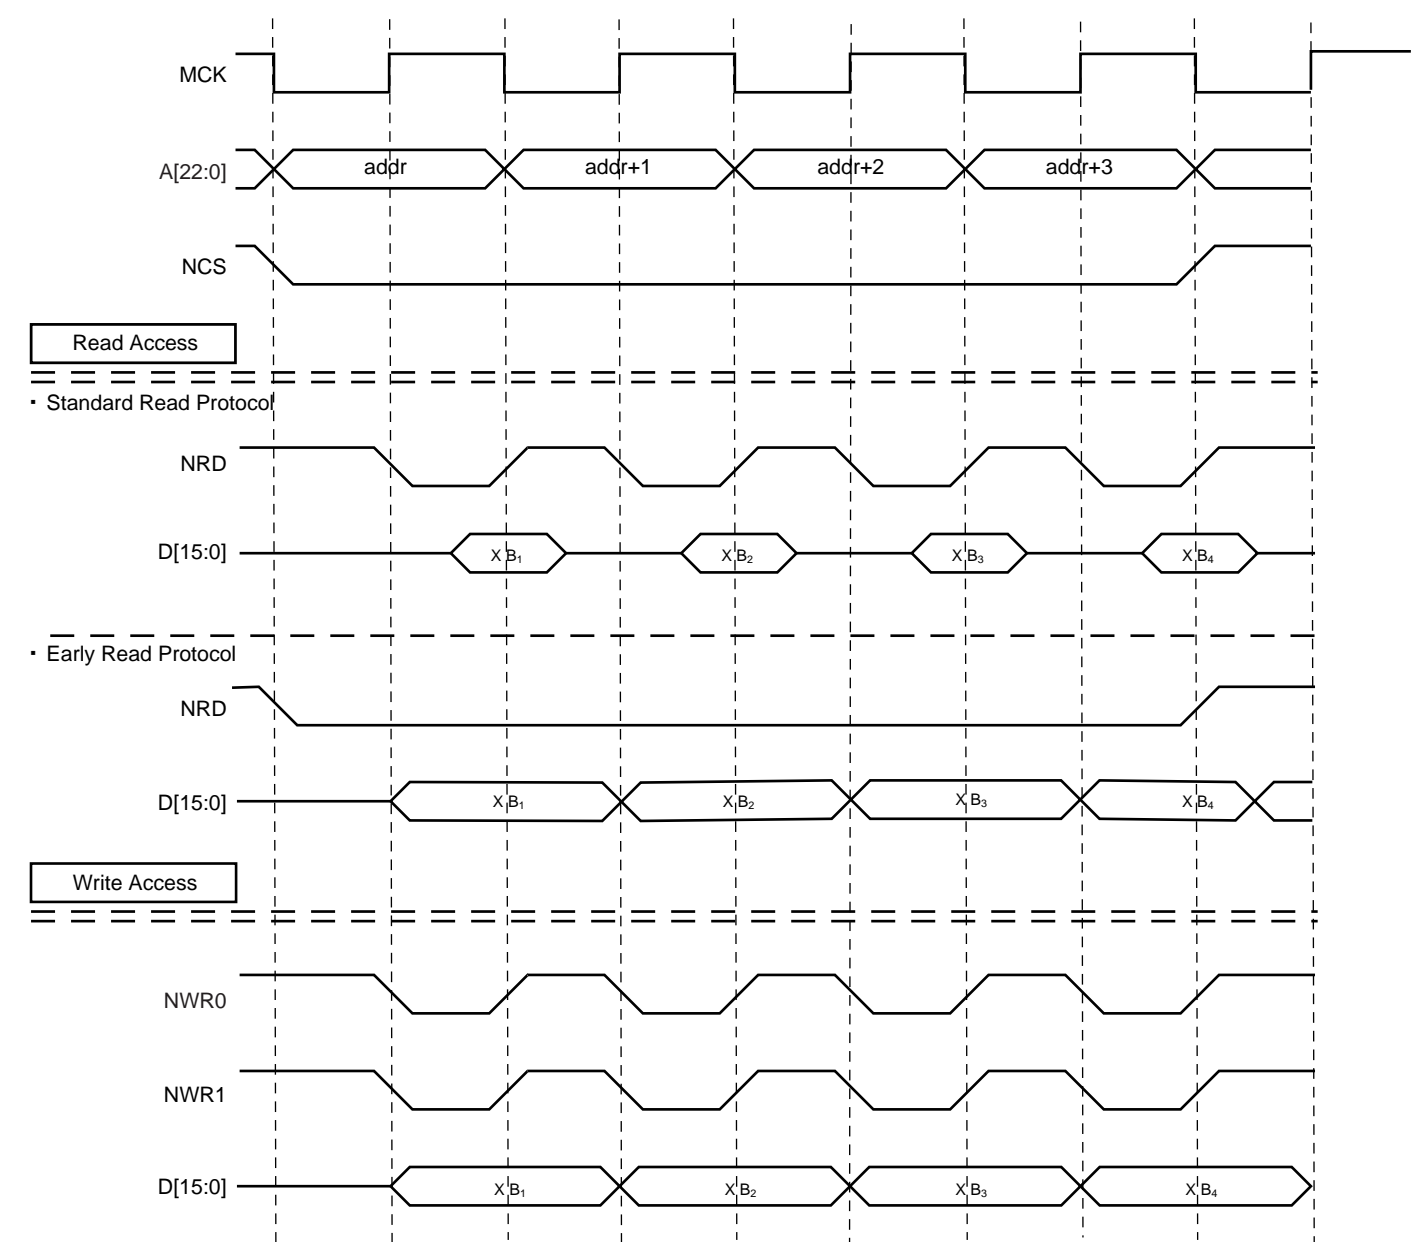 MCK
A[22:0] addr addr+1 addr+2 addr+3
NCS
Read Access
· Standard Read Protocol
NRD
D[15:0] X B₁ X B₂ X B₃ X B₄
· Early Read Protocol
NRD
D[15:0] X B₁ X B₂ X B₃ X B₄
Write Access
NWR0
NWR1
D[15:0] X B₁ X B₂ X B₃ X B₄